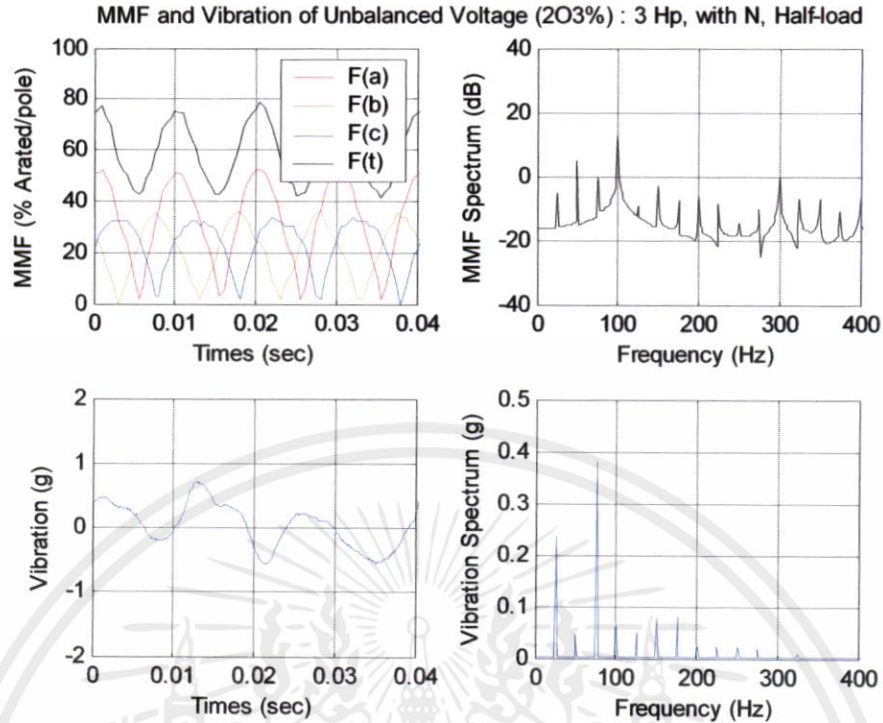 MMF and Vibration of Unbalanced Voltage (2O3%) : 3 Hp, with N, Half-load
MMF (% Arated/pole)
100
80
60
40
20
0
0 0.01 0.02 0.03 0.04
Times (sec)
F(a)
F(b)
F(c)
F(t)
MMF Spectrum (dB)
40
20
0
-20
-40
0 100 200 300 400
Frequency (Hz)
Vibration (g)
2
1
0
-1
-2
0 0.01 0.02 0.03 0.04
Times (sec)
Vibration Spectrum (g)
0.5
0.4
0.3
0.2
0.1
0
0 100 200 300 400
Frequency (Hz)